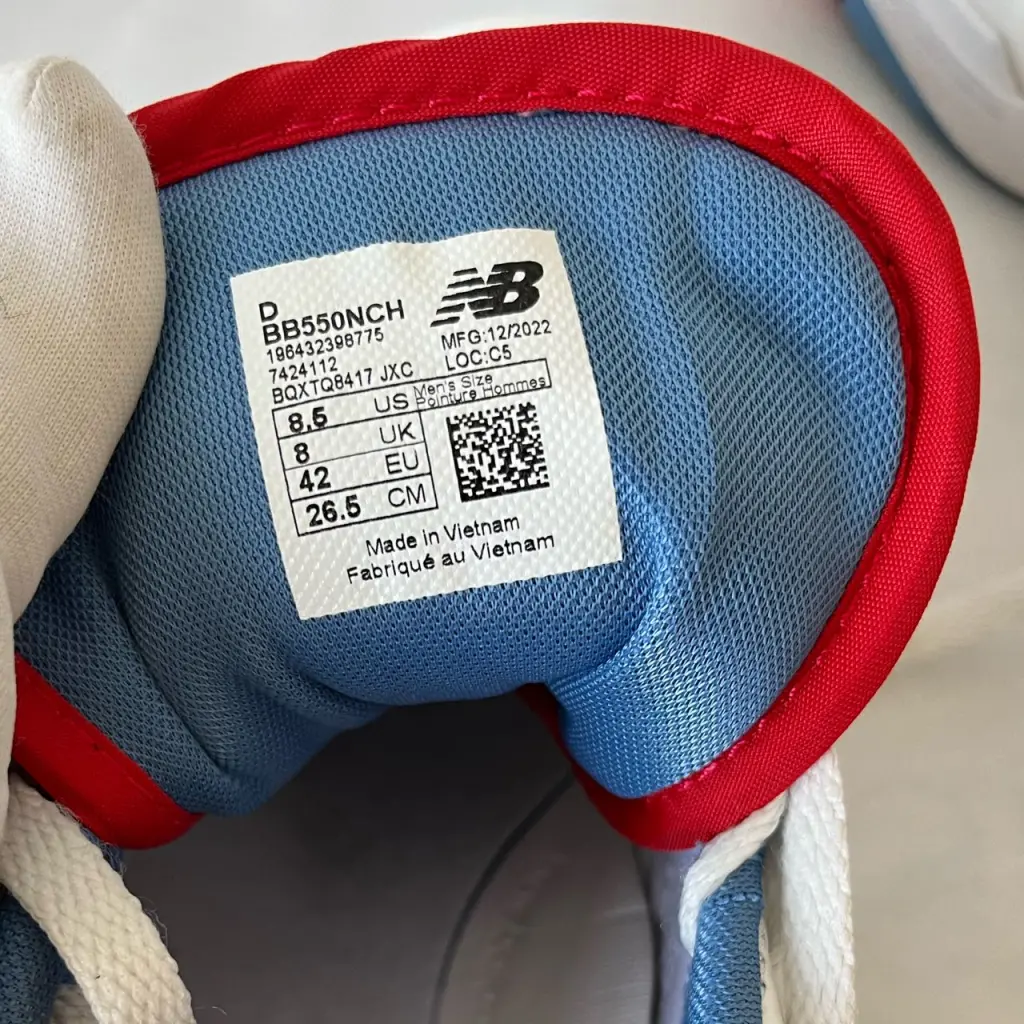 D
BB550NCH
196432398775
7424112
BQXTQ8417 JXC
NB
MFG:12/2022
LOC:C5
8.5 US Men's Size
Pointure Hommes
8 UK
42 EU
26.5 CM
Made in Vietnam
Fabriqué au Vietnam